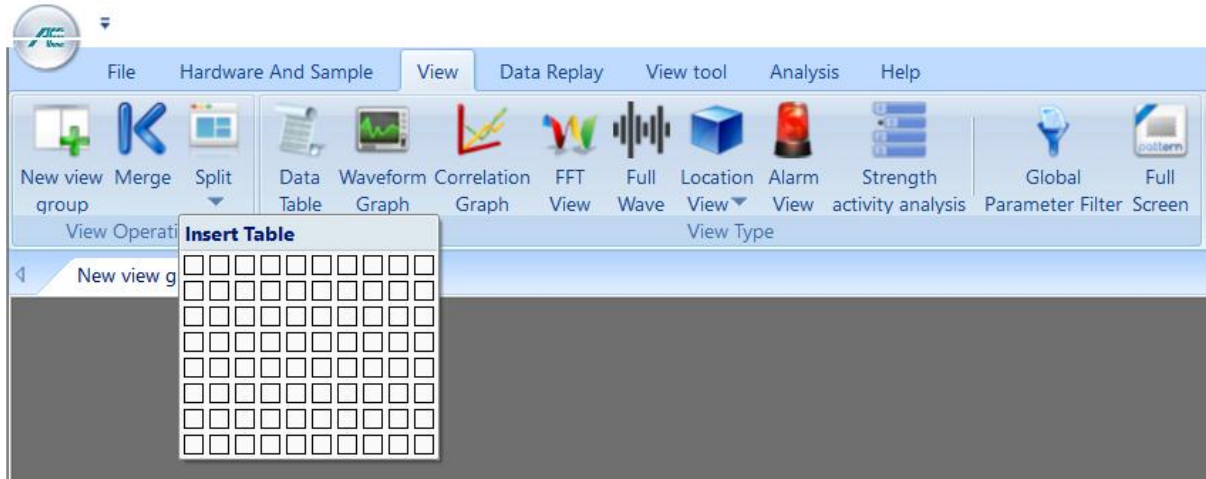 File Hardware And Sample View Data Replay View tool Analysis Help
New view group
Merge
Split
Data Table
Waveform Graph
Correlation Graph
FFT View
Full Wave
Location View
Alarm View
Strength activity analysis
Global Parameter Filter
Full Screen
pattern
View Operati
View Type
Insert Table
New view g